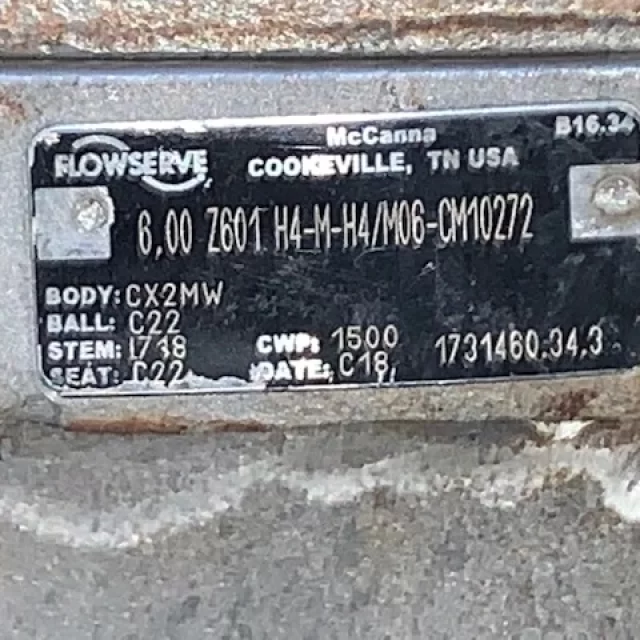 FLOWSERVE McCanna B16.34
COOKEVILLE, TN USA
6,00 Z601 H4-M-H4/M06-CM10272
BODY: CX2MW
BALL: C22
STEM: I718 CWP: 1500 1731460.34.3
SEAT: C22 DATE: C18